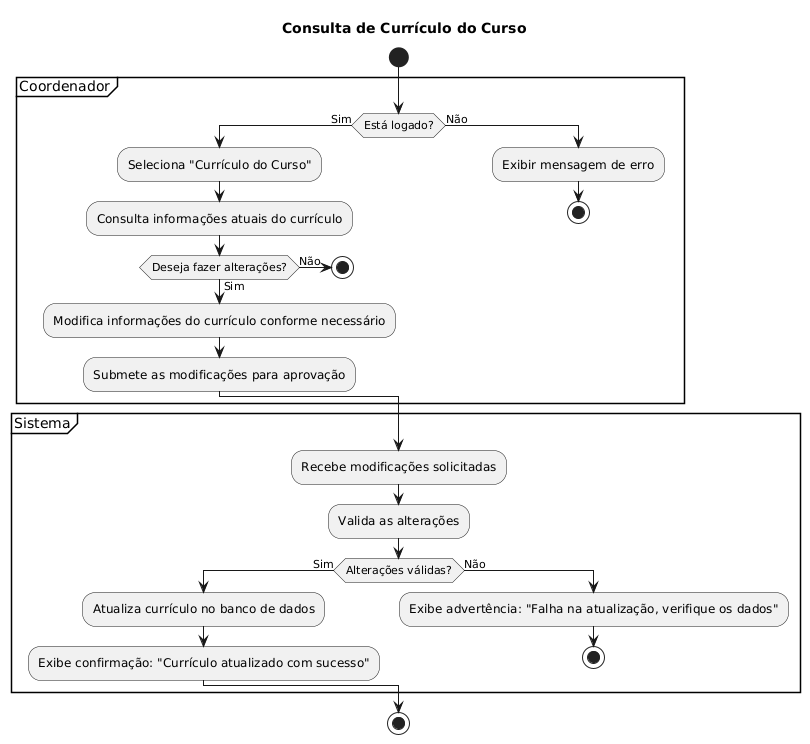 Consulta de Currículo do Curso
Coordenador
Está logado?
Sim
Não
Seleciona "Currículo do Curso"
Exibir mensagem de erro
Consulta informações atuais do currículo
Deseja fazer alterações?
Não
Sim
Modifica informações do currículo conforme necessário
Submete as modificações para aprovação
Sistema
Recebe modificações solicitadas
Valida as alterações
Alterações válidas?
Sim
Não
Atualiza currículo no banco de dados
Exibe advertência: "Falha na atualização, verifique os dados"
Exibe confirmação: "Currículo atualizado com sucesso"